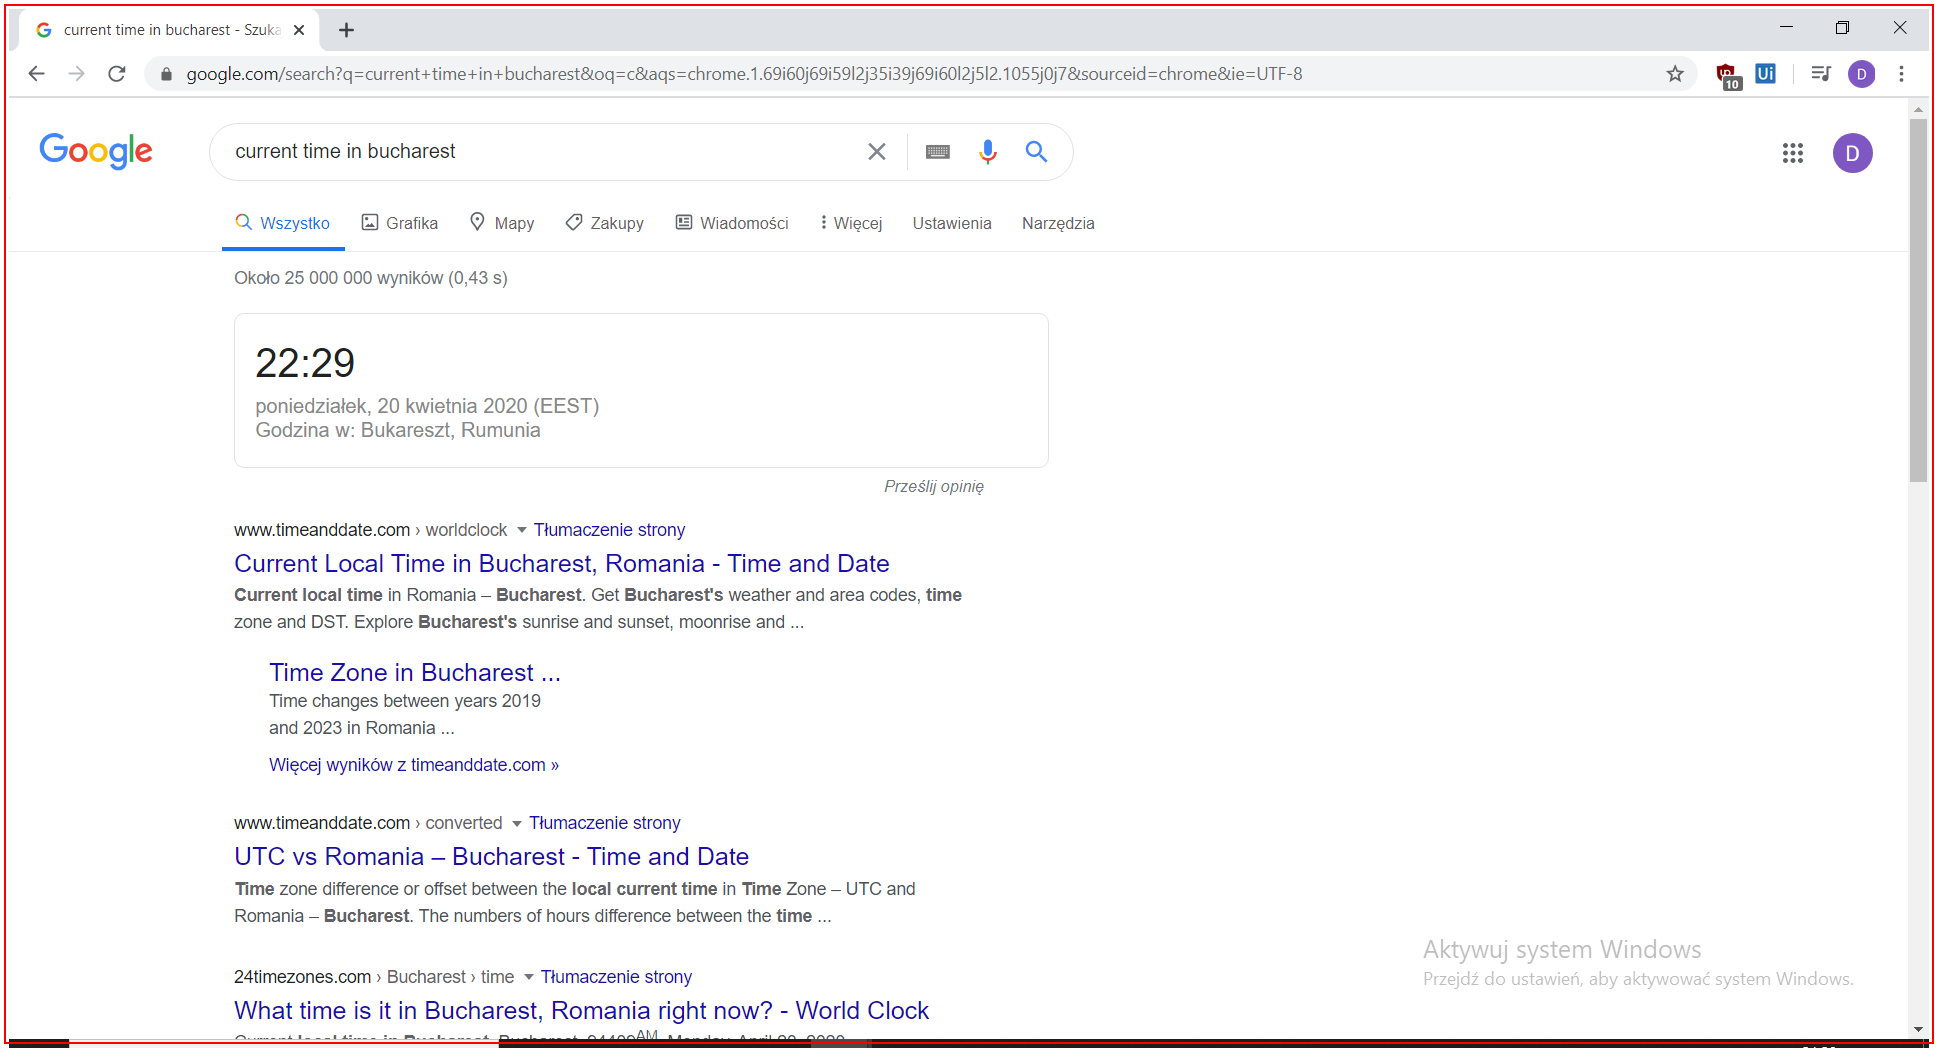 current time in bucharest - Szuka
google.com/search?q=current+time+in+bucharest&oq=c&aqs=chrome.1.69i60j69i59l2j35i39j69i60l2j5l2.1055j0j7&sourceid=chrome&ie=UTF-8
10
Ui
D
Google
current time in bucharest
D
Wszystko Grafika Mapy Zakupy Wiadomości Więcej Ustawienia Narzędzia
Około 25 000 000 wyników (0,43 s)
22:29
poniedziałek, 20 kwietnia 2020 (EEST)
Godzina w: Bukareszt, Rumunia
Prześlij opinię
www.timeanddate.com › worldclock Tłumaczenie strony
Current Local Time in Bucharest, Romania - Time and Date
Current local time in Romania – Bucharest. Get Bucharest's weather and area codes, time
zone and DST. Explore Bucharest's sunrise and sunset, moonrise and ...
Time Zone in Bucharest ...
Time changes between years 2019
and 2023 in Romania ...
Więcej wyników z timeanddate.com »
www.timeanddate.com › converted Tłumaczenie strony
UTC vs Romania – Bucharest - Time and Date
Time zone difference or offset between the local current time in Time Zone – UTC and
Romania – Bucharest. The numbers of hours difference between the time ...
24timezones.com › Bucharest › time Tłumaczenie strony
What time is it in Bucharest, Romania right now? - World Clock
Aktywuj system Windows
Przejdź do ustawień, aby aktywować system Windows.